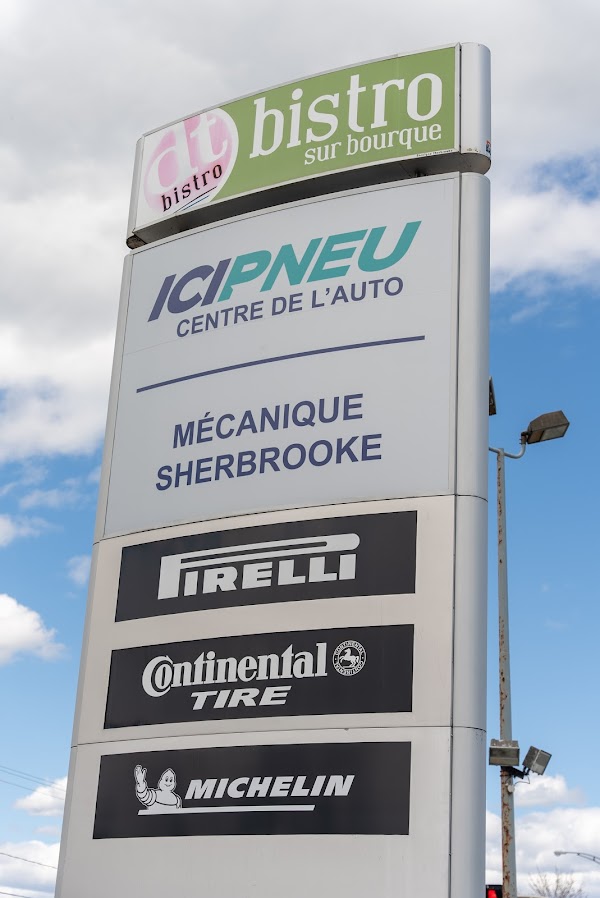 dt
bistro
bistro
sur bourque
ICIPNEU
CENTRE DE L'AUTO
MÉCANIQUE
SHERBROOKE
PIRELLI
Continental
TIRE
MICHELIN